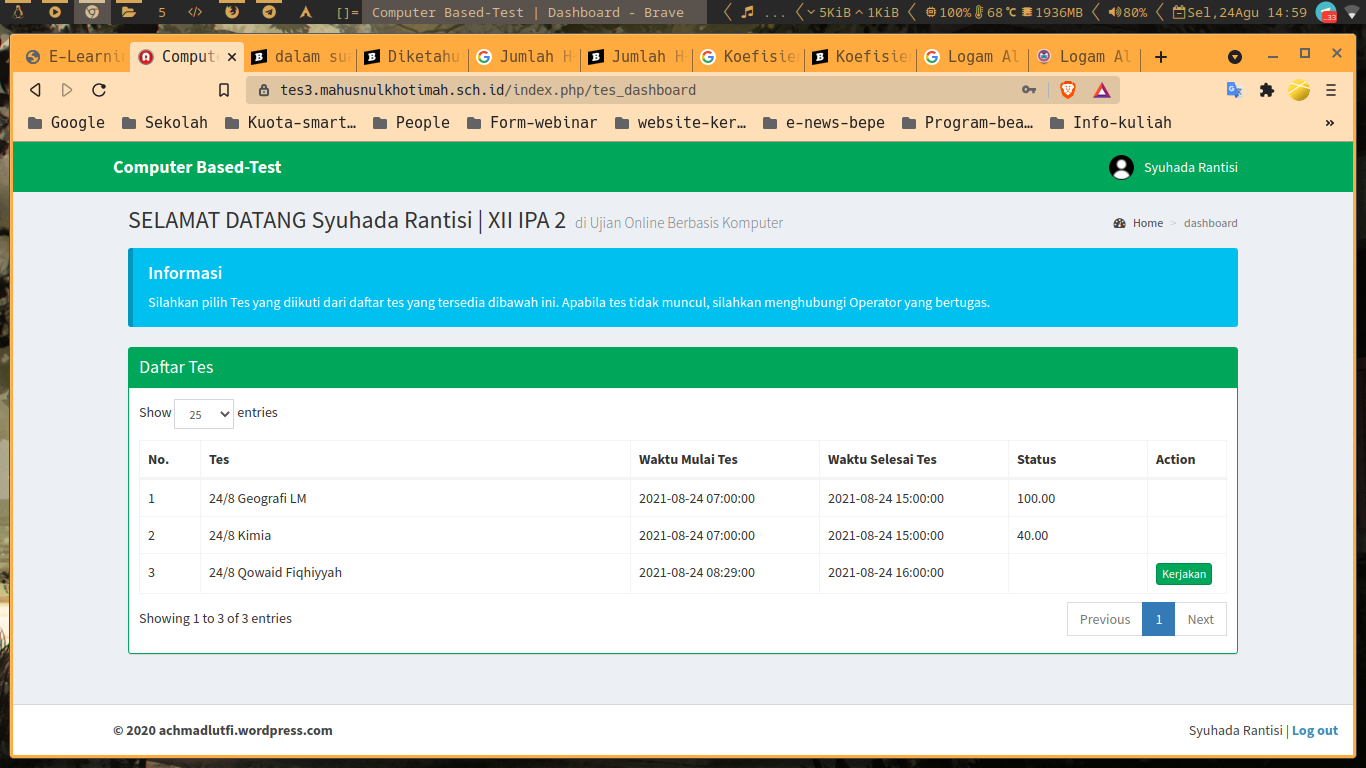 5 </> []= Computer Based-Test | Dashboard - Brave ... 5KiB 1KiB 100% 68°C 1936MB 80% Sel,24Agu 14:59 33
E-Learnin Comput dalam su Diketahu Jumlah H Jumlah H Koefisie Koefisie Logam Al Logam Al
tes3.mahusnulkhotimah.sch.id/index.php/tes_dashboard
Google Sekolah Kuota-smart... People Form-webinar website-ker... e-news-bepe Program-bea... Info-kuliah »
Computer Based-Test Syuhada Rantisi
SELAMAT DATANG Syuhada Rantisi | XII IPA 2 di Ujian Online Berbasis Komputer Home > dashboard
Informasi
Silahkan pilih Tes yang diikuti dari daftar tes yang tersedia dibawah ini. Apabila tes tidak muncul, silahkan menghubungi Operator yang bertugas.
Daftar Tes
Show 25 entries
No. Tes Waktu Mulai Tes Waktu Selesai Tes Status Action
1 24/8 Geografi LM 2021-08-24 07:00:00 2021-08-24 15:00:00 100.00
2 24/8 Kimia 2021-08-24 07:00:00 2021-08-24 15:00:00 40.00
3 24/8 Qowaid Fiqhiyyah 2021-08-24 08:29:00 2021-08-24 16:00:00 Kerjakan
Showing 1 to 3 of 3 entries Previous 1 Next
© 2020 achmadlutfi.wordpress.com Syuhada Rantisi | Log out